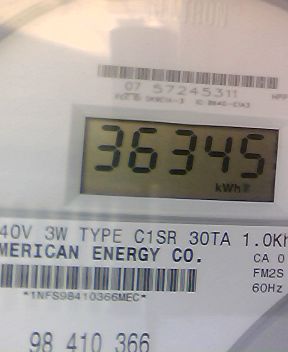 07 57245311
36345
kWh
40V 3W TYPE C1SR 30TA 1.0Kh
MERICAN ENERGY CO.
CA 0
FM2S
*1NFS98410366MEC*
60Hz
98 410 366